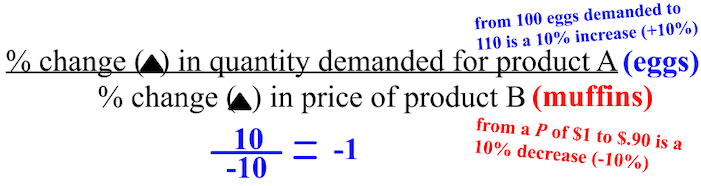 from 100 eggs demanded to
110 is a 10% increase (+10%)
% change (▲) in quantity demanded for product A (eggs)
% change (▲) in price of product B (muffins)
10
-10
= -1
from a P of $1 to $.90 is a
10% decrease (-10%)